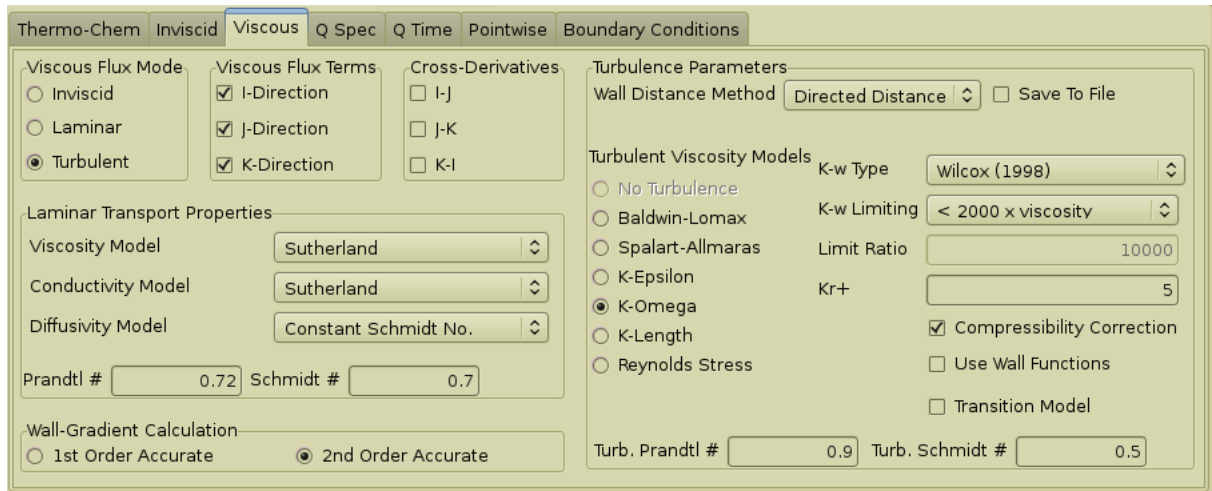 Thermo-Chem Inviscid Viscous Q Spec Q Time Pointwise Boundary Conditions
Viscous Flux Mode
Inviscid
Laminar
Turbulent
Viscous Flux Terms
I-Direction
J-Direction
K-Direction
Cross-Derivatives
I-J
J-K
K-I
Laminar Transport Properties
Viscosity Model Sutherland
Conductivity Model Sutherland
Diffusivity Model Constant Schmidt No.
Prandtl # 0.72 Schmidt # 0.7
Wall-Gradient Calculation
1st Order Accurate 2nd Order Accurate
Turbulence Parameters
Wall Distance Method Directed Distance Save To File
Turbulent Viscosity Models
No Turbulence
Baldwin-Lomax
Spalart-Allmaras
K-Epsilon
K-Omega
K-Length
Reynolds Stress
K-w Type Wilcox (1998)
K-w Limiting < 2000 x viscosity
Limit Ratio 10000
Kr+ 5
Compressibility Correction
Use Wall Functions
Transition Model
Turb. Prandtl # 0.9 Turb. Schmidt # 0.5